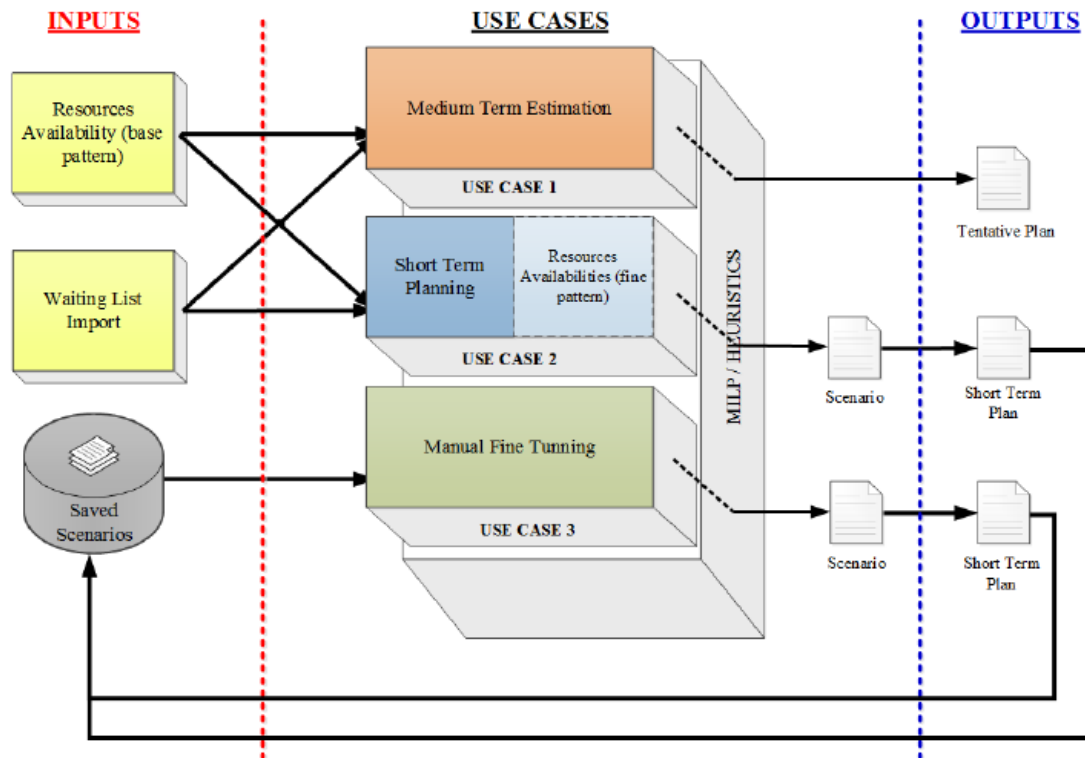 INPUTS
USE CASES
OUTPUTS
Resources
Availability (base
pattern)
Medium Term Estimation
USE CASE 1
Tentative Plan
Waiting List
Import
Short Term
Planning
Resources
Availabilities (fine
pattern)
USE CASE 2
MILP / HEURISTICS
Scenario
Short Term
Plan
Saved
Scenarios
Manual Fine Tunning
USE CASE 3
Scenario
Short Term
Plan